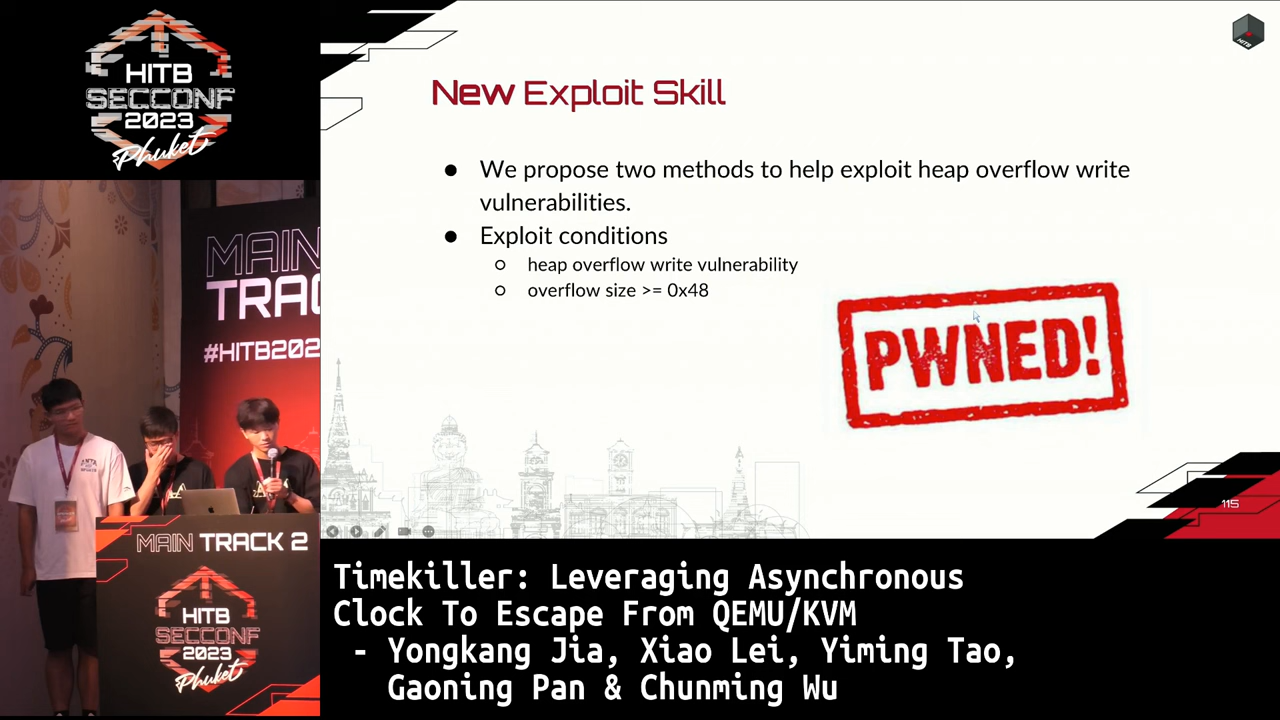 HITB
SECCONF
2023
Phuket
HITB
New Exploit Skill
● We propose two methods to help exploit heap overflow write
vulnerabilities.
● Exploit conditions
○ heap overflow write vulnerability
○ overflow size >= 0x48
PWNED!
115
MAIN
TRAC
#HITB202
MAIN TRACK 2
HITB
SECCONF
2023
Phuket
Timekiller: Leveraging Asynchronous
Clock To Escape From QEMU/KVM
- Yongkang Jia, Xiao Lei, Yiming Tao,
Gaoning Pan & Chunming Wu